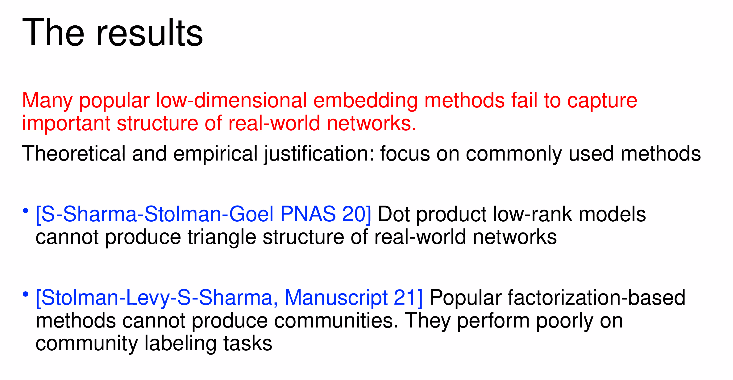 The results
Many popular low-dimensional embedding methods fail to capture
important structure of real-world networks.
Theoretical and empirical justification: focus on commonly used methods
• [S-Sharma-Stolman-Goel PNAS 20] Dot product low-rank models
cannot produce triangle structure of real-world networks
• [Stolman-Levy-S-Sharma, Manuscript 21] Popular factorization-based
methods cannot produce communities. They perform poorly on
community labeling tasks